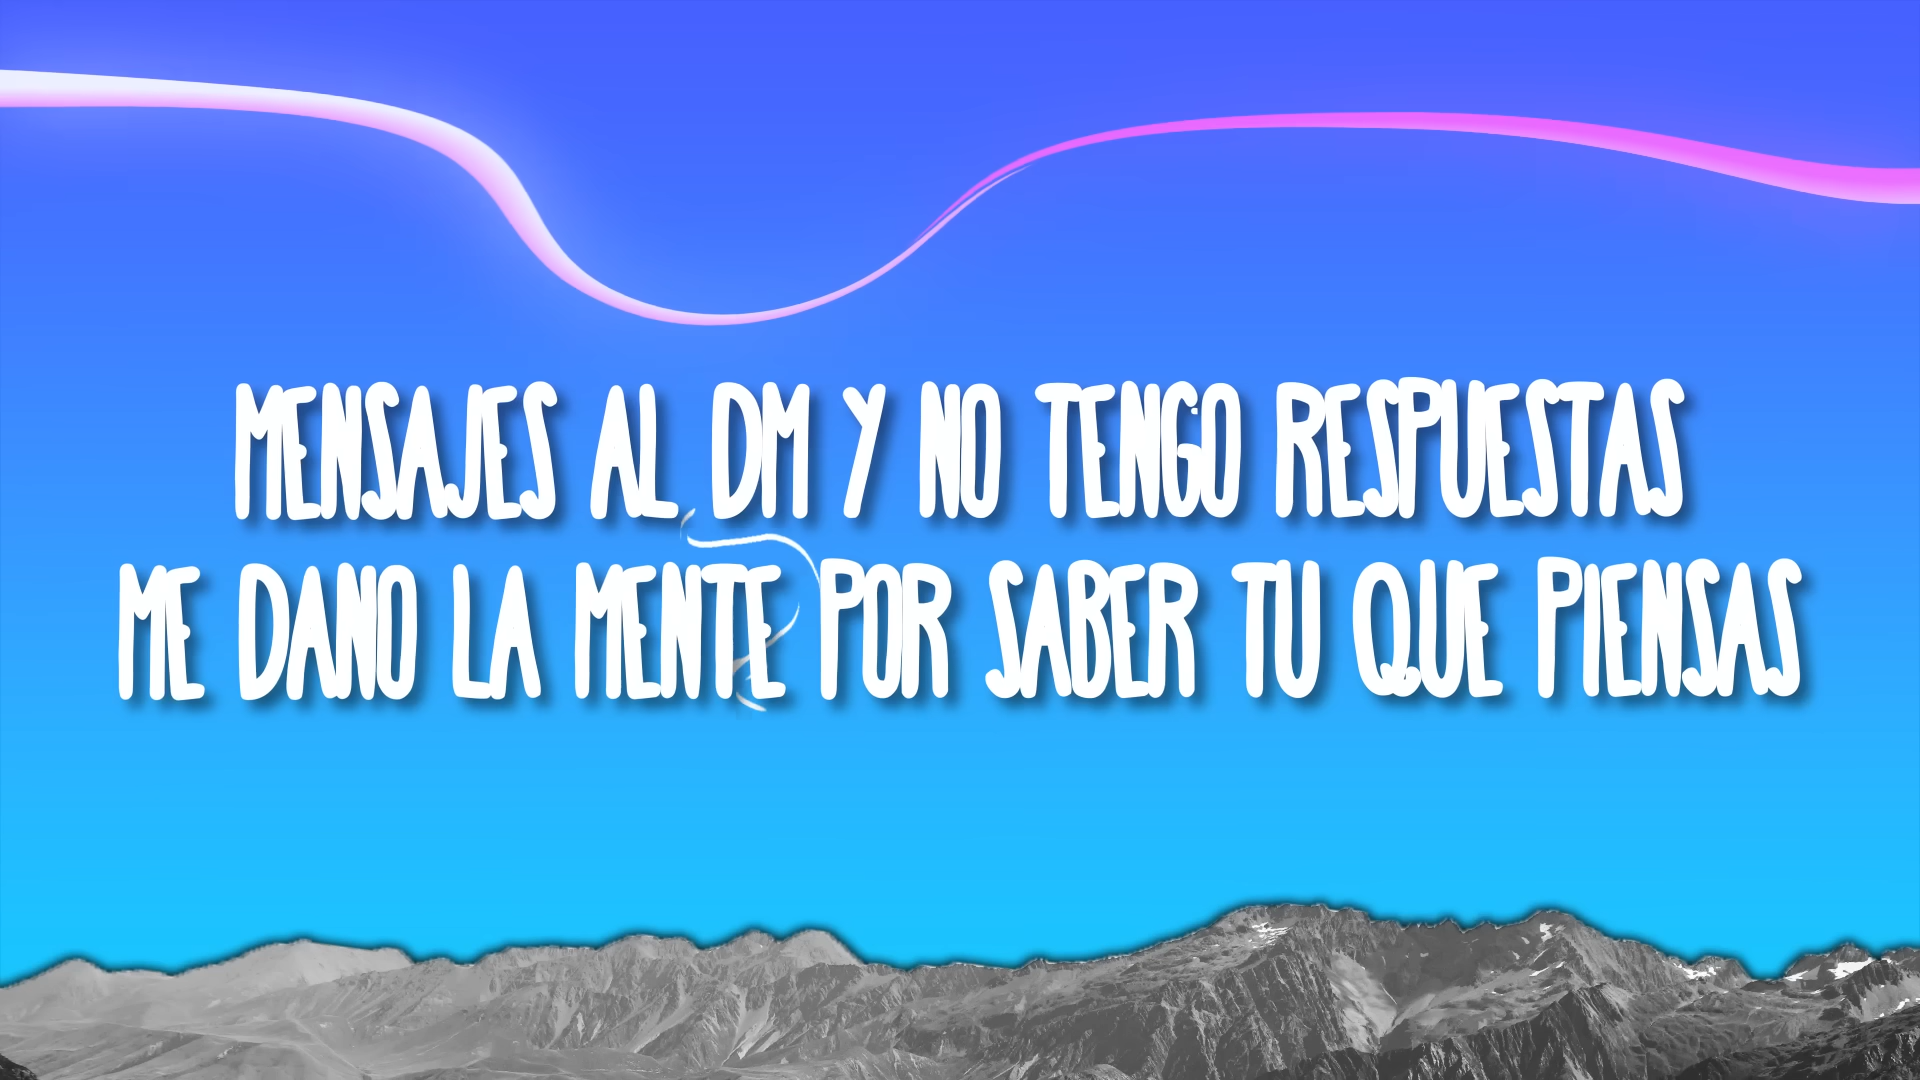 MENSAJES AL DM Y NO TENGO RESPUESTAS
ME DANO LA MENTE POR SABER TU QUE PIENSAS